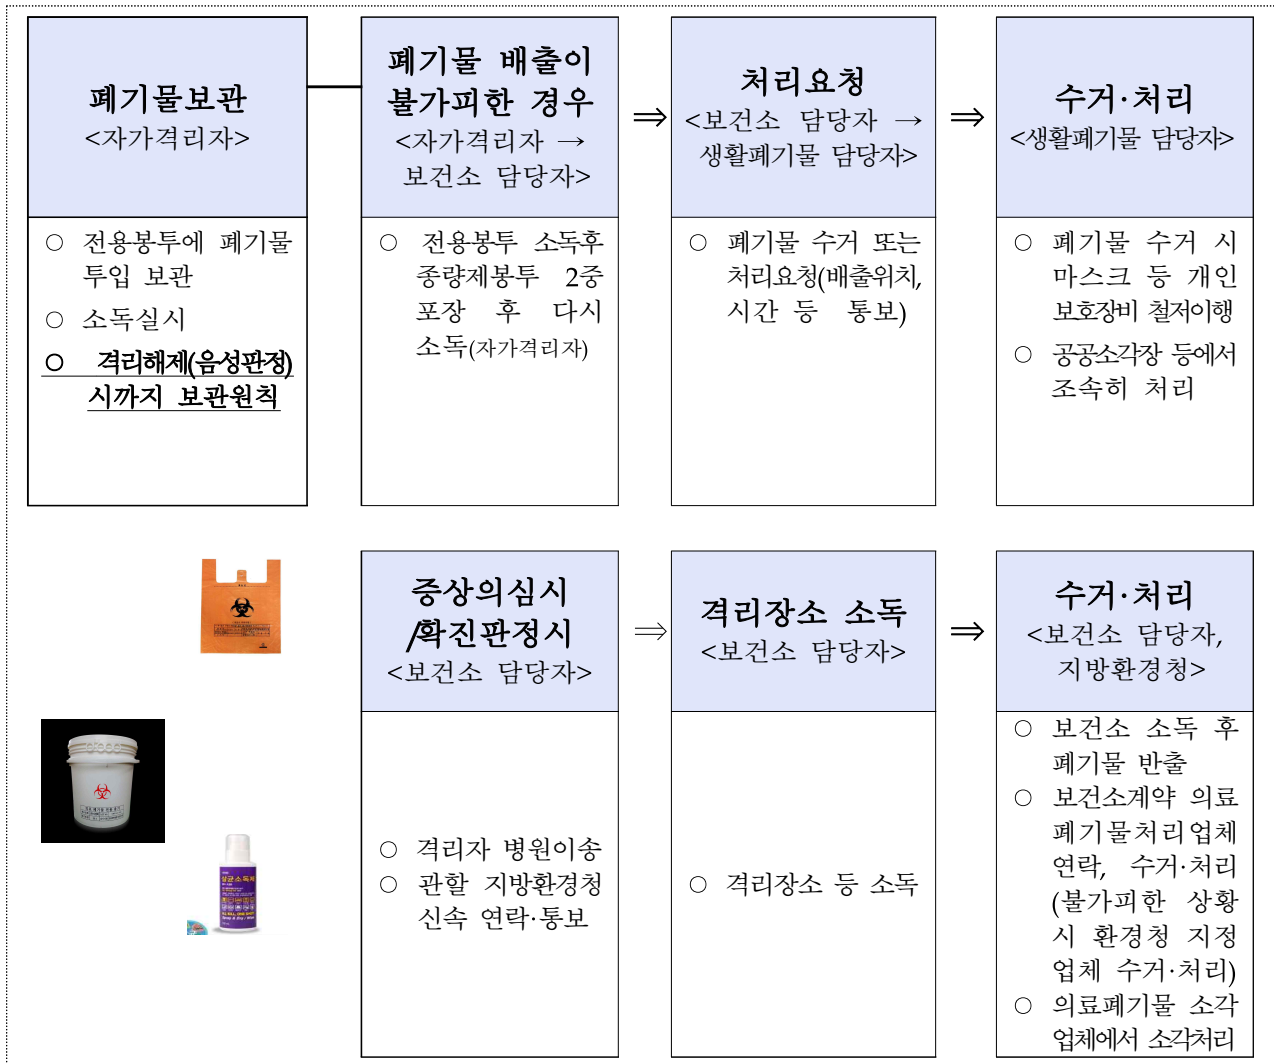 폐기물보관
<자가격리자>
○ 전용봉투에 폐기물
투입 보관
○ 소독실시
○ 격리해제(음성판정)
시까지 보관원칙
폐기물 배출이
불가피한 경우
<자가격리자 →
보건소 담당자>
○ 전용봉투 소독후
종량제봉투 2중
포장 후 다시
소독(자가격리자)
⇒
처리요청
<보건소 담당자 →
생활폐기물 담당자>
○ 폐기물 수거 또는
처리요청(배출위치,
시간 등 통보)
⇒
수거·처리
<생활폐기물 담당자>
○ 폐기물 수거 시
마스크 등 개인
보호장비 철저이행
○ 공공소각장 등에서
조속히 처리
증상의심시
/확진판정시
<보건소 담당자>
○ 격리자 병원이송
○ 관할 지방환경청
신속 연락·통보
⇒
격리장소 소독
<보건소 담당자>
○ 격리장소 등 소독
⇒
수거·처리
<보건소 담당자,
지방환경청>
○ 보건소 소독 후
폐기물 반출
○ 보건소계약 의료
폐기물처리업체
연락, 수거·처리
(불가피한 상황
시 환경청 지정
업체 수거·처리)
○ 의료폐기물 소각
업체에서 소각처리
살균소독제